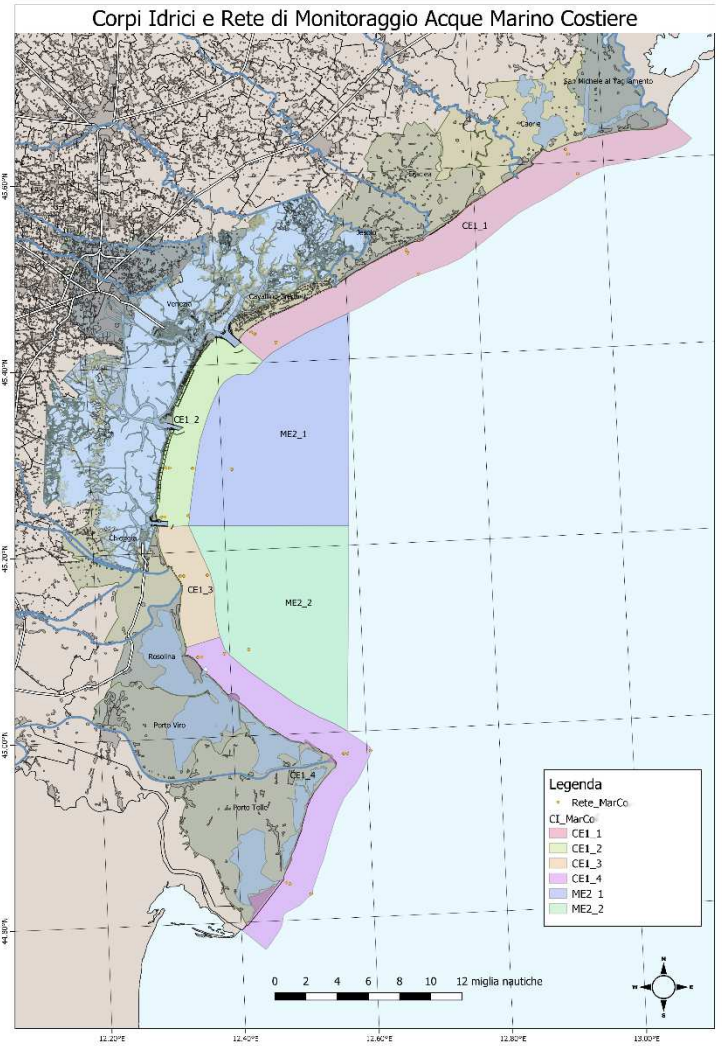 Corpi Idrici e Rete di Monitoraggio Acque Marino Costiere
San Michele al Tagliamento
Caorle
Eraclea
45.60°N
CE1_1
Jesolo
Cavallino-Treporti
Venezia
45.40°N
CE1_2
ME2_1
Chioggia
45.20°N
CE1_3
ME2_2
Rosolina
Porto Viro
45.00°N
CE1_4
Porto Tolle
Legenda
Rete_MarCo
CI_MarCo
CE1_1
CE1_2
CE1_3
CE1_4
ME2_1
ME2_2
44.80°N
0 2 4 6 8 10 12 miglia nautiche
N
W E
S
12.20°E 12.40°E 12.60°E 12.80°E 13.00°E